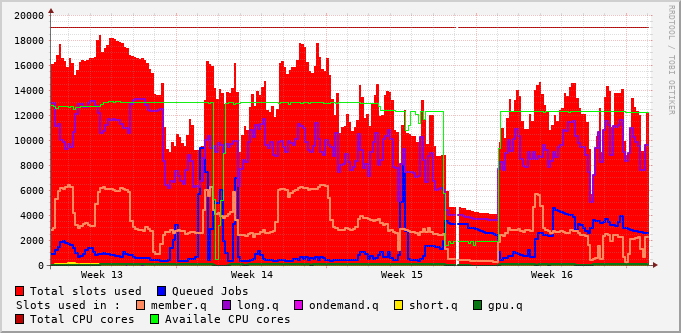 20000
18000
16000
14000
12000
10000
8000
6000
4000
2000
0
Week 13 Week 14 Week 15 Week 16
Total slots used Queued Jobs
Slots used in : member.q long.q ondemand.q short.q gpu.q
Total CPU cores Availale CPU cores
RRDTOOL / TOBI OETIKER